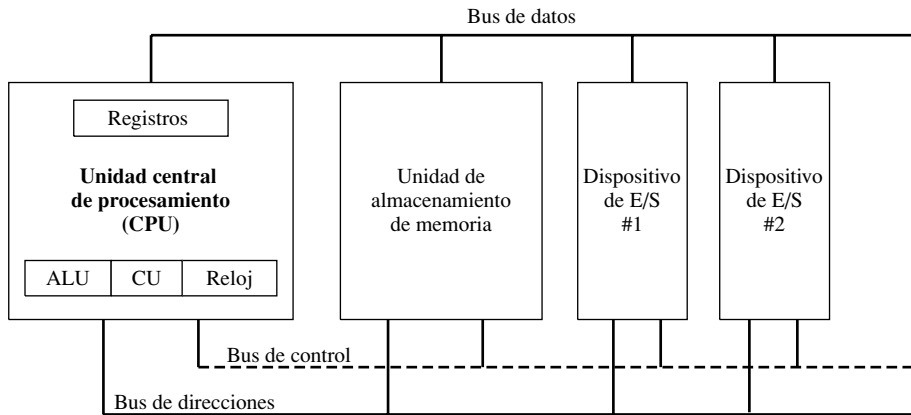 Bus de datos
Registros
Unidad central
de procesamiento
(CPU)
ALU
CU
Reloj
Unidad de
almacenamiento
de memoria
Dispositivo
de E/S
#1
Dispositivo
de E/S
#2
Bus de control
Bus de direcciones